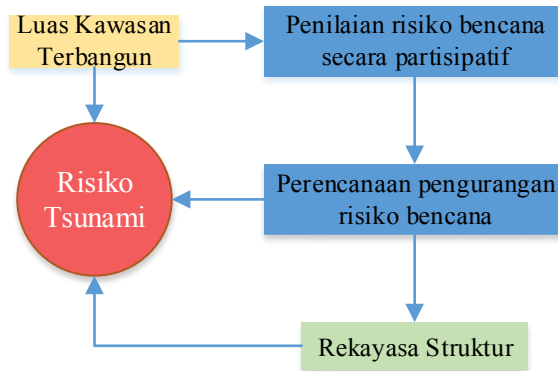 Luas Kawasan
Terbangun
Penilaian risiko bencana
secara partisipatif
Risiko
Tsunami
Perencanaan pengurangan
risiko bencana
Rekayasa Struktur